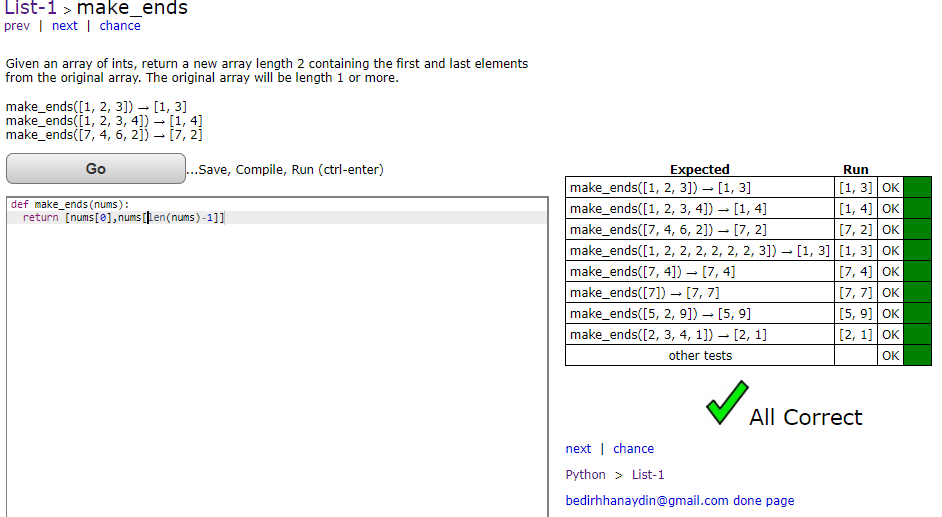 List-1 > make_ends
prev | next | chance
Given an array of ints, return a new array length 2 containing the first and last elements
from the original array. The original array will be length 1 or more.
make_ends([1, 2, 3]) → [1, 3]
make_ends([1, 2, 3, 4]) → [1, 4]
make_ends([7, 4, 6, 2]) → [7, 2]
Go ...Save, Compile, Run (ctrl-enter)
def make_ends(nums):
return [nums[0],nums[len(nums)-1]]
Expected Run
make_ends([1, 2, 3]) → [1, 3] [1, 3] OK
make_ends([1, 2, 3, 4]) → [1, 4] [1, 4] OK
make_ends([7, 4, 6, 2]) → [7, 2] [7, 2] OK
make_ends([1, 2, 2, 2, 2, 2, 2, 3]) → [1, 3] [1, 3] OK
make_ends([7, 4]) → [7, 4] [7, 4] OK
make_ends([7]) → [7, 7] [7, 7] OK
make_ends([5, 2, 9]) → [5, 9] [5, 9] OK
make_ends([2, 3, 4, 1]) → [2, 1] [2, 1] OK
other tests OK
All Correct
next | chance
Python > List-1
bedirhhanaydin@gmail.com done page